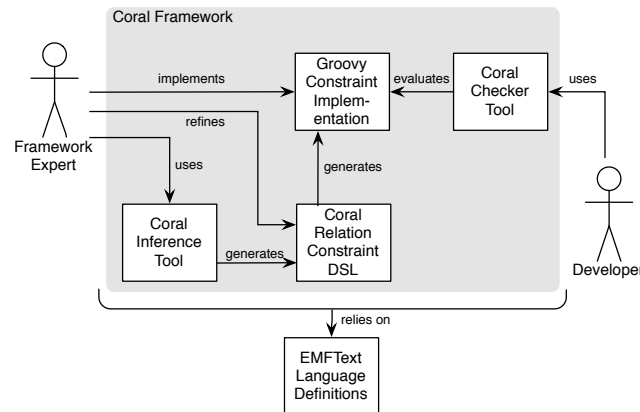 Coral Framework
Groovy
Constraint
Implem-
entation
Coral
Checker
Tool
implements
evaluates
uses
refines
Framework
Expert
uses
generates
Coral
Inference
Tool
generates
Coral
Relation
Constraint
DSL
Developer
relies on
EMFText
Language
Definitions